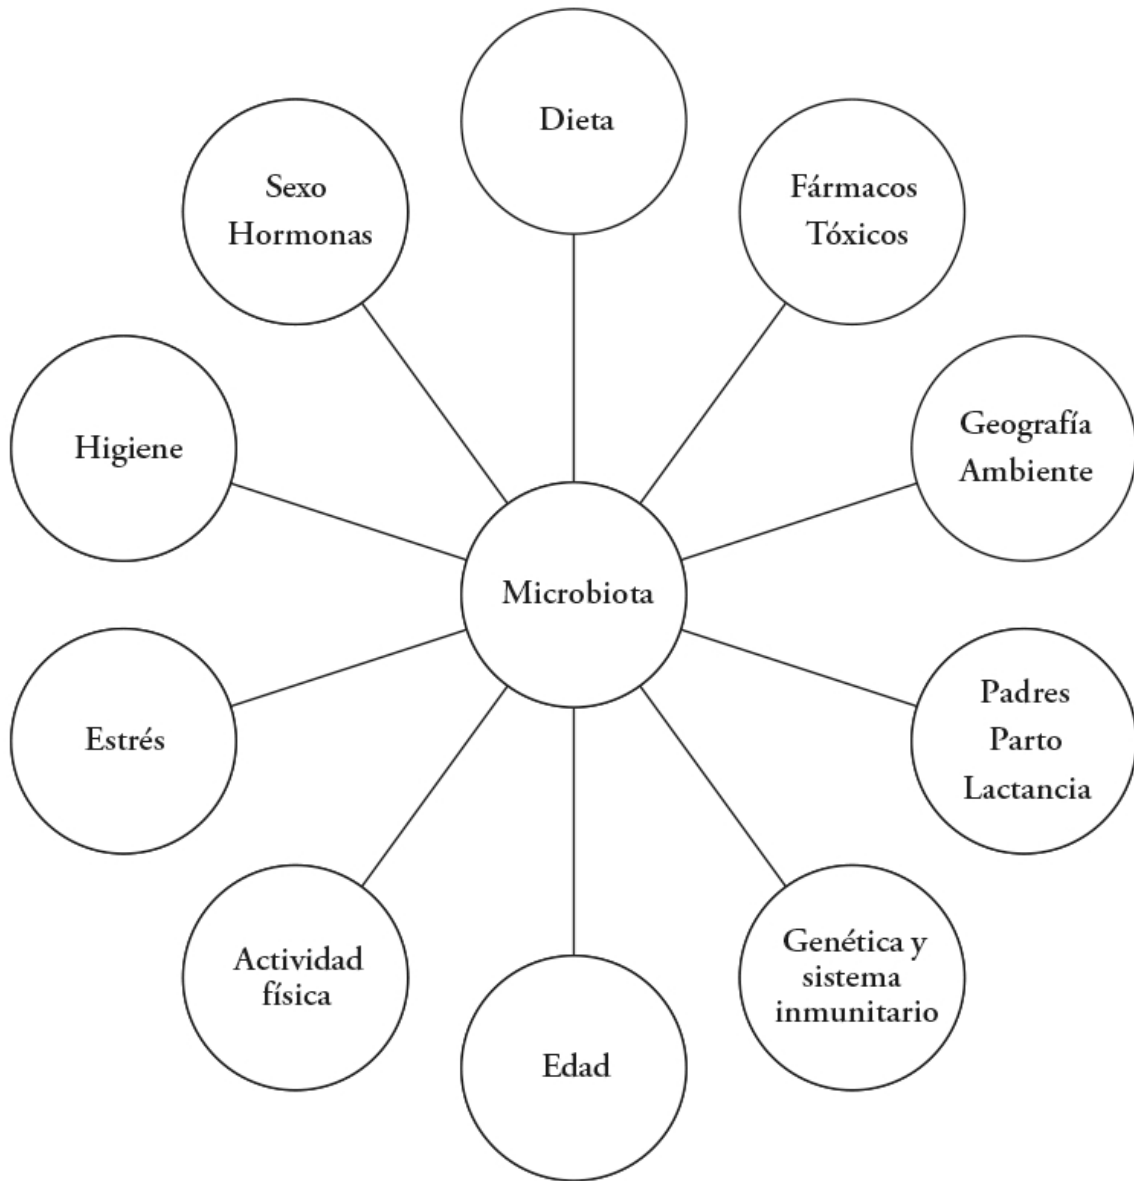 Dieta
Fármacos
Tóxicos
Geografía
Ambiente
Padres
Parto
Lactancia
Genética y
sistema
inmunitario
Edad
Actividad
física
Estrés
Higiene
Sexo
Hormonas
Microbiota